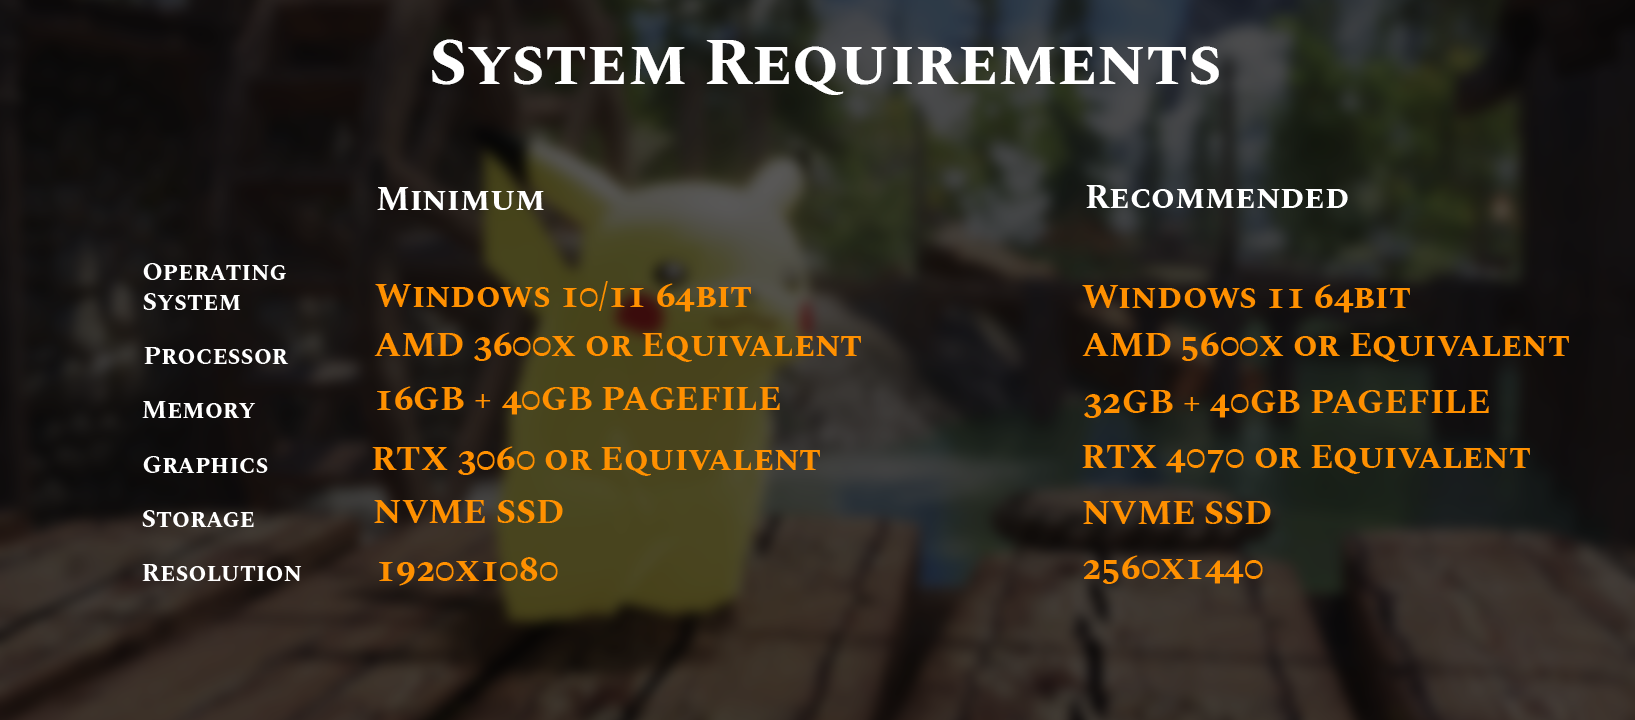 System Requirements
Minimum
Recommended
Operating
System
Windows 10/11 64bit
Windows 11 64bit
Processor
AMD 3600x or Equivalent
AMD 5600x or Equivalent
Memory
16GB + 40GB PAGEFILE
32GB + 40GB PAGEFILE
Graphics
RTX 3060 or Equivalent
RTX 4070 or Equivalent
Storage
NVME SSD
NVME SSD
Resolution
1920x1080
2560x1440